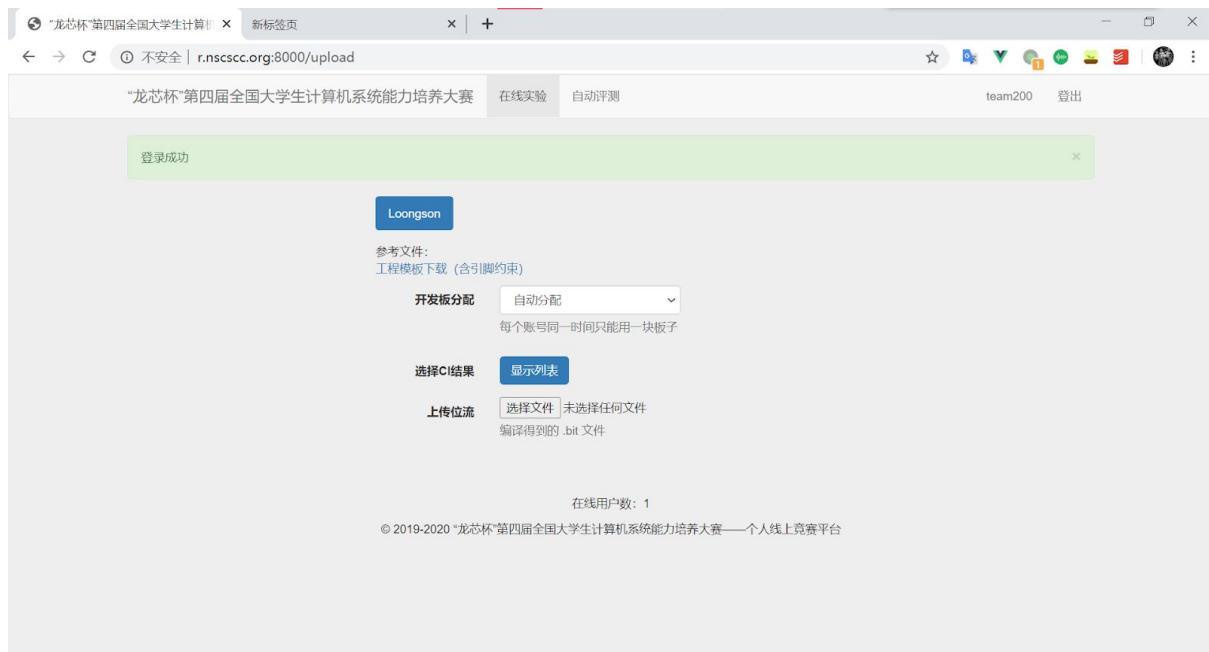 “龙芯杯”第四届全国大学生计算机
新标签页
不安全 | r.nscscc.org:8000/upload
1
“龙芯杯”第四届全国大学生计算机系统能力培养大赛 在线实验 自动评测 team200 登出
登录成功 ×
Loongson
参考文件:
工程模板下载 (含引脚约束)
开发板分配 自动分配
每个账号同一时间只能用一块板子
选择CI结果 显示列表
上传位流 选择文件 未选择任何文件
编译得到的 .bit 文件
在线用户数: 1
© 2019-2020 “龙芯杯”第四届全国大学生计算机系统能力培养大赛——个人线上竞赛平台